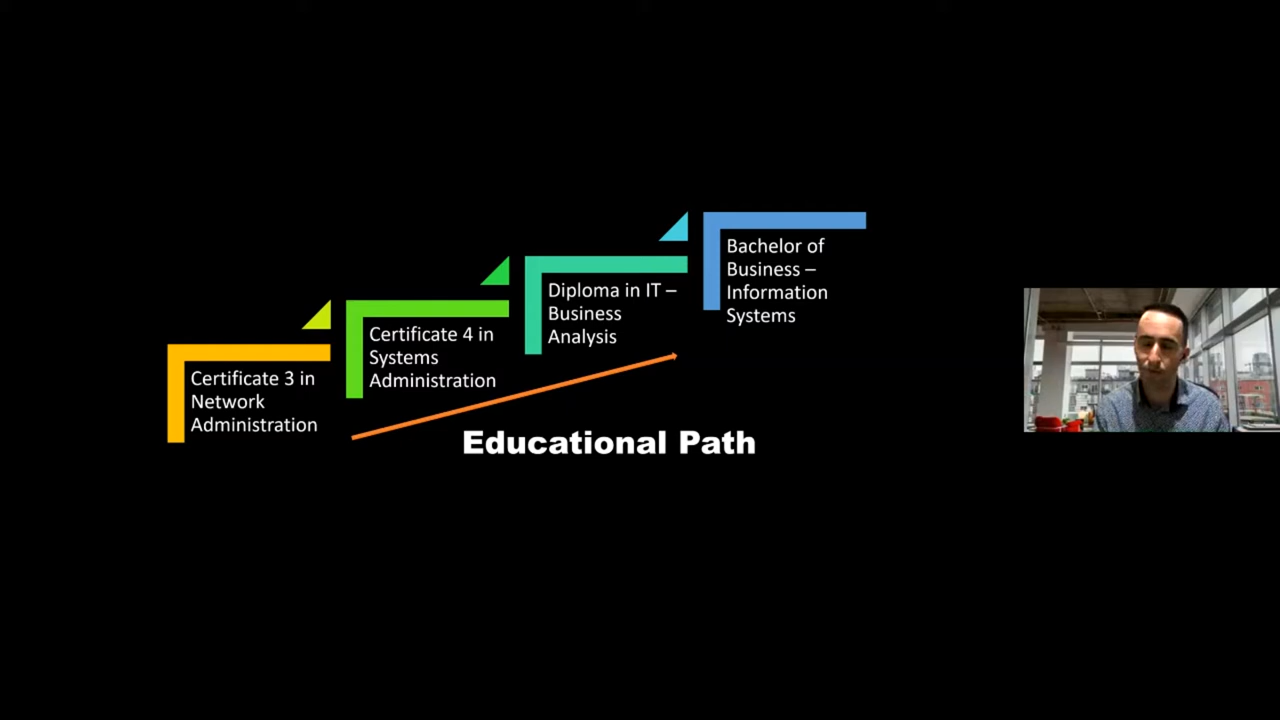 Certificate 3 in
Network
Administration
Certificate 4 in
Systems
Administration
Diploma in IT –
Business
Analysis
Bachelor of
Business –
Information
Systems
Educational Path